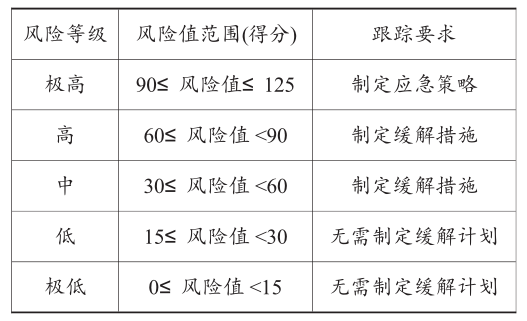 风险等级 风险值范围(得分) 跟踪要求
极高 90≤ 风险值≤ 125 制定应急策略
高 60≤ 风险值 <90 制定缓解措施
中 30≤ 风险值 <60 制定缓解措施
低 15≤ 风险值 <30 无需制定缓解计划
极低 0≤ 风险值 <15 无需制定缓解计划